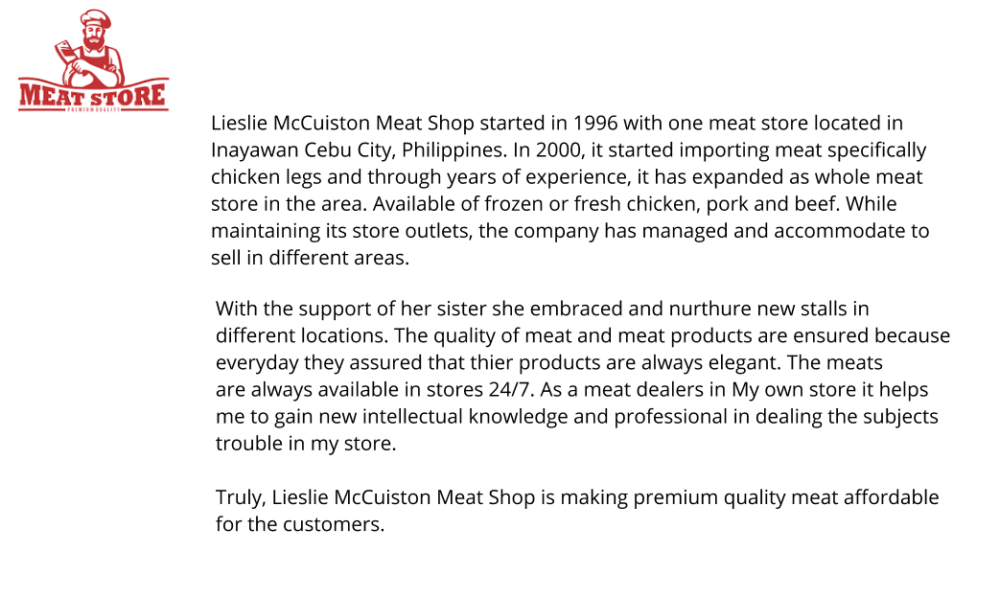 MEAT STORE
PREMIUM QUALITY
Lieslie McCuiston Meat Shop started in 1996 with one meat store located in
Inayawan Cebu City, Philippines. In 2000, it started importing meat specifically
chicken legs and through years of experience, it has expanded as whole meat
store in the area. Available of frozen or fresh chicken, pork and beef. While
maintaining its store outlets, the company has managed and accommodate to
sell in different areas.
With the support of her sister she embraced and nurthure new stalls in
different locations. The quality of meat and meat products are ensured because
everyday they assured that thier products are always elegant. The meats
are always available in stores 24/7. As a meat dealers in My own store it helps
me to gain new intellectual knowledge and professional in dealing the subjects
trouble in my store.
Truly, Lieslie McCuiston Meat Shop is making premium quality meat affordable
for the customers.